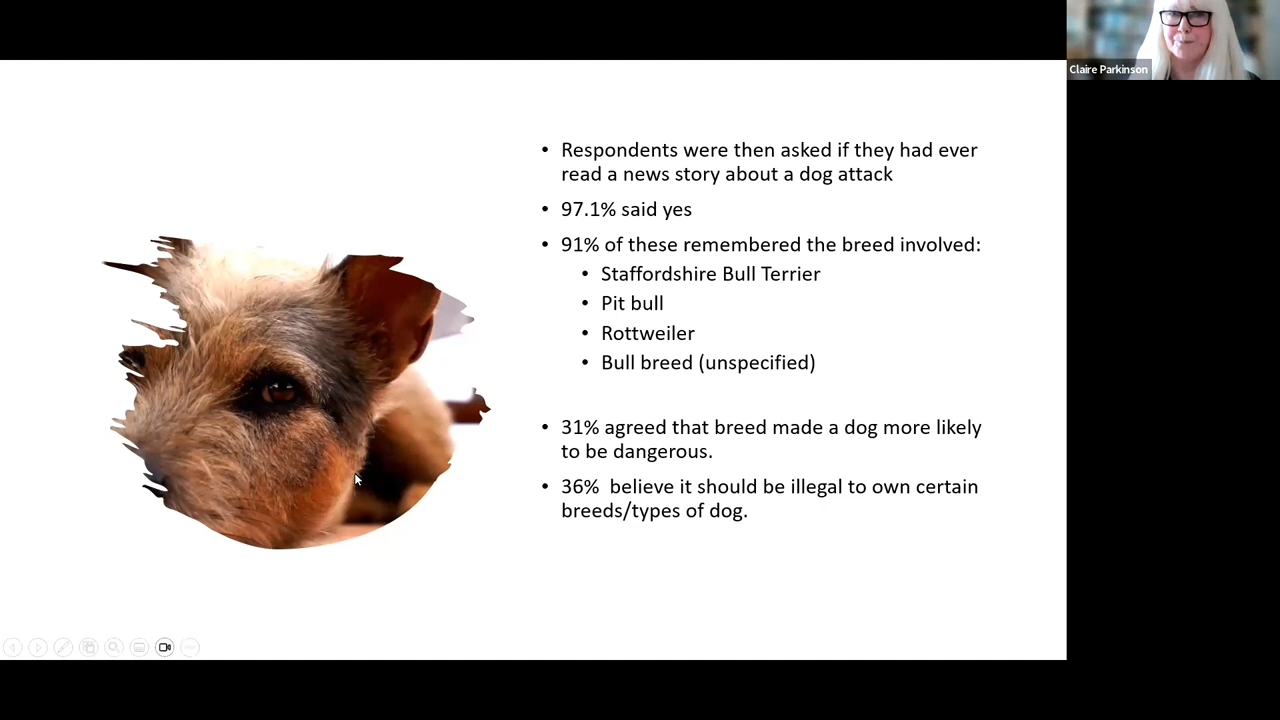 Claire Parkinson
• Respondents were then asked if they had ever
read a news story about a dog attack
• 97.1% said yes
• 91% of these remembered the breed involved:
• Staffordshire Bull Terrier
• Pit bull
• Rottweiler
• Bull breed (unspecified)
• 31% agreed that breed made a dog more likely
to be dangerous.
• 36%  believe it should be illegal to own certain
breeds/types of dog.